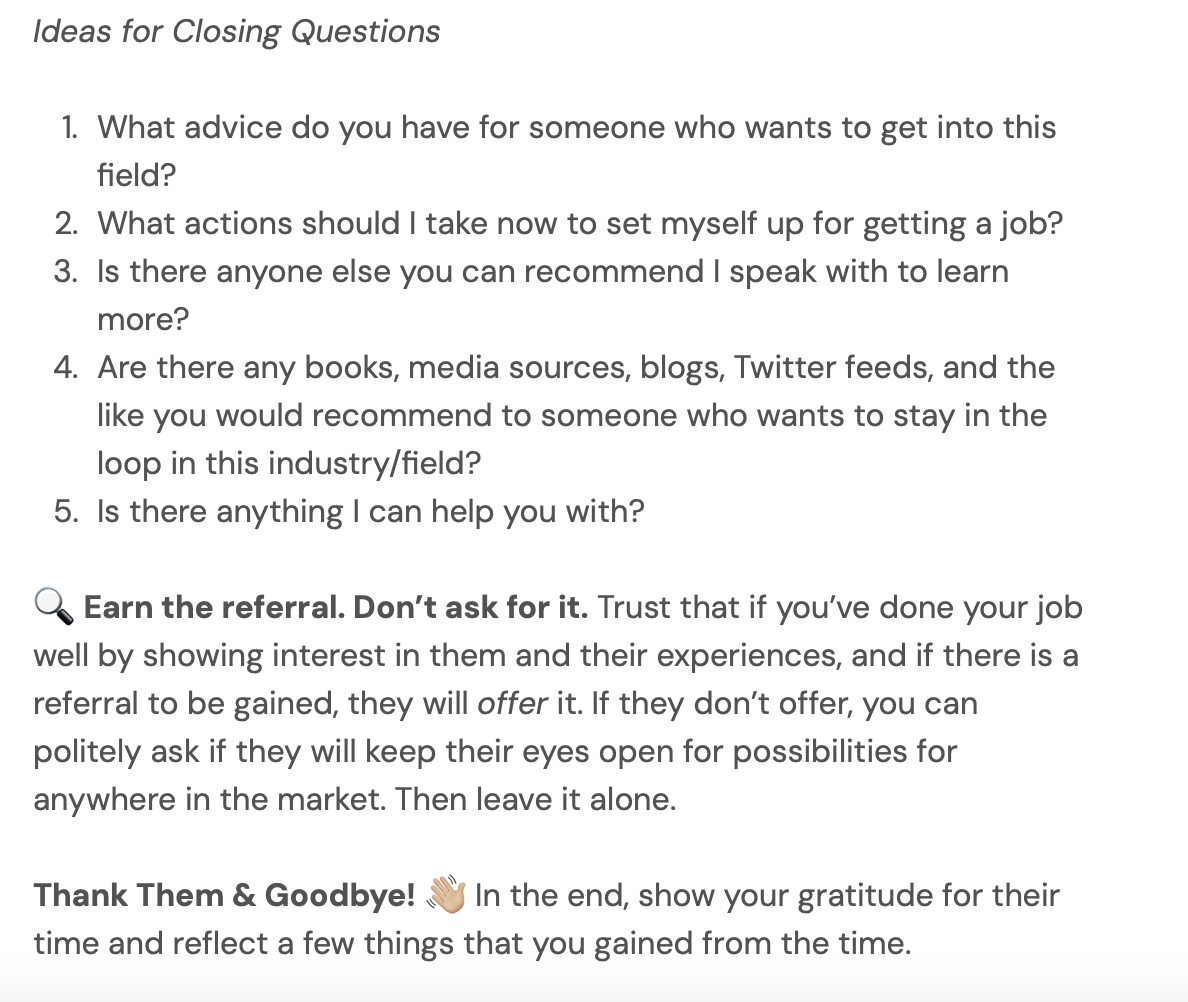 Ideas for Closing Questions
1. What advice do you have for someone who wants to get into this
field?
2. What actions should I take now to set myself up for getting a job?
3. Is there anyone else you can recommend I speak with to learn
more?
4. Are there any books, media sources, blogs, Twitter feeds, and the
like you would recommend to someone who wants to stay in the
loop in this industry/field?
5. Is there anything I can help you with?
🔍 Earn the referral. Don’t ask for it. Trust that if you’ve done your job
well by showing interest in them and their experiences, and if there is a
referral to be gained, they will offer it. If they don’t offer, you can
politely ask if they will keep their eyes open for possibilities for
anywhere in the market. Then leave it alone.
Thank Them & Goodbye! 👋🏼 In the end, show your gratitude for their
time and reflect a few things that you gained from the time.